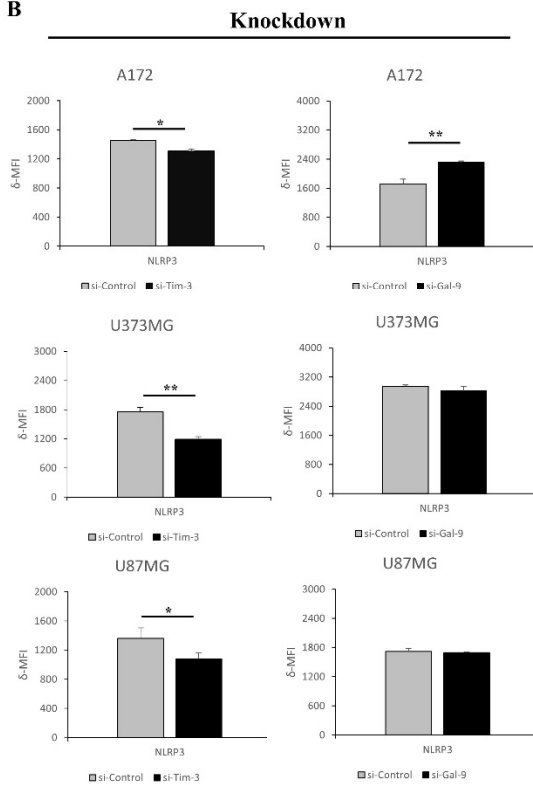 B
Knockdown
A172
2000
1600
1200
800
400
0
δ-MFI
*
NLRP3
si-Control si-Tim-3
A172
4000
3200
2400
1600
800
0
δ-MFI
**
NLRP3
si-Control si-Gal-9
U373MG
3000
2400
1800
1200
600
0
δ-MFI
**
NLRP3
si-Control si-Tim-3
U373MG
4000
3200
2400
1600
800
0
δ-MFI
NLRP3
si-Control si-Gal-9
U87MG
2000
1600
1200
800
400
0
δ-MFI
*
NLRP3
si-Control si-Tim-3
U87MG
3000
2400
1800
1200
600
0
δ-MFI
NLRP3
si-Control si-Gal-9